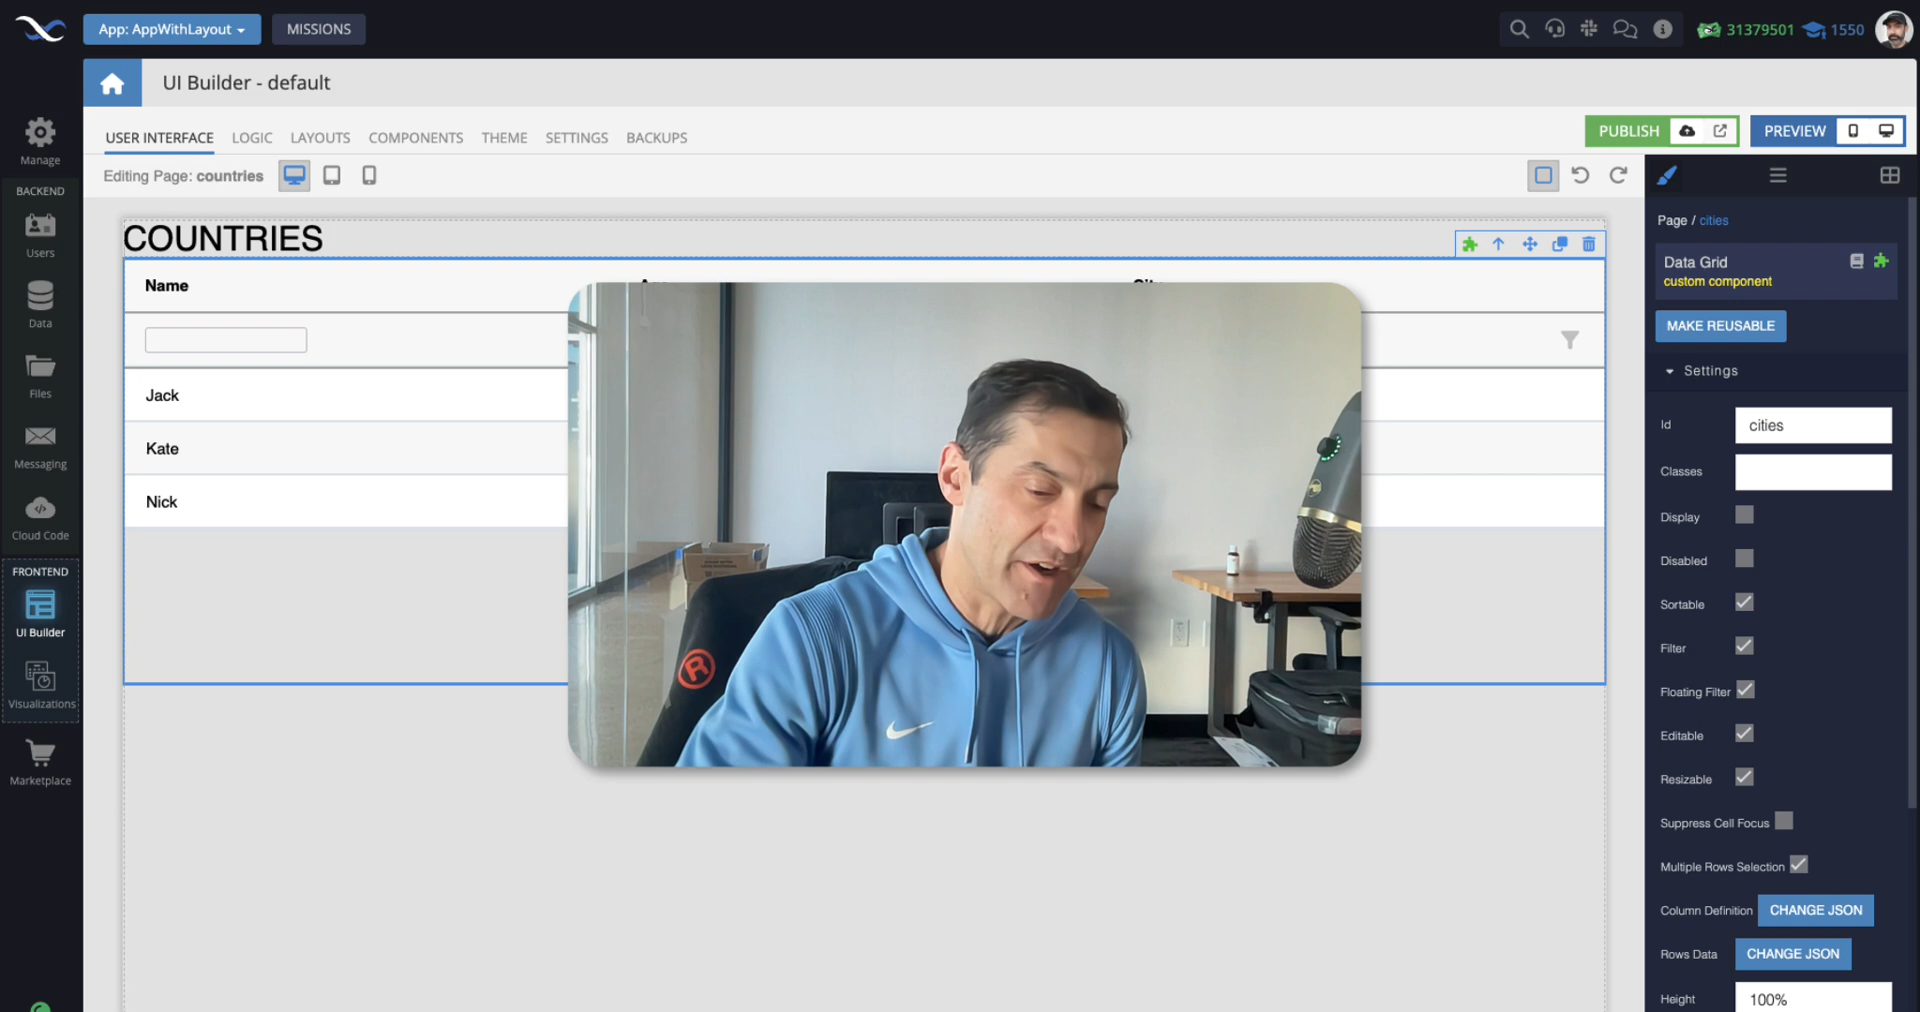 App: AppWithLayout
MISSIONS
31379501
1550
UI Builder - default
USER INTERFACE
LOGIC
LAYOUTS
COMPONENTS
THEME
SETTINGS
BACKUPS
PUBLISH
PREVIEW
Editing Page: countries
Manage
BACKEND
Users
Data
Files
Messaging
Cloud Code
FRONTEND
UI Builder
Visualizations
Marketplace
COUNTRIES
Name
Jack
Kate
Nick
Page / cities
Data Grid
custom component
MAKE REUSABLE
Settings
Id
cities
Classes
Display
Disabled
Sortable
Filter
Floating Filter
Editable
Resizable
Suppress Cell Focus
Multiple Rows Selection
Column Definition
CHANGE JSON
Rows Data
CHANGE JSON
Height
100%